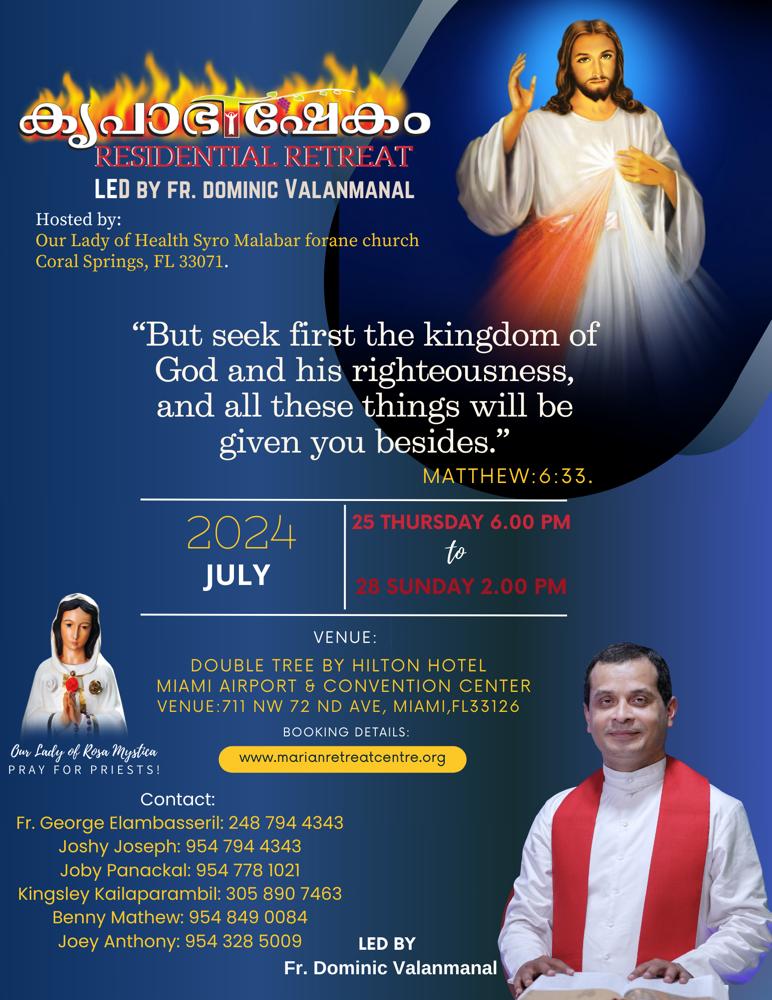 കൃപാഭിഷേകം
RESIDENTIAL RETREAT
LED BY FR. DOMINIC VALANMANAL
Hosted by:
Our Lady of Health Syro Malabar forane church
Coral Springs, FL 33071.
“But seek first the kingdom of
God and his righteousness,
and all these things will be
given you besides.”
MATTHEW:6:33.
2024
JULY
25 THURSDAY 6.00 PM
to
28 SUNDAY 2.00 PM
VENUE:
DOUBLE TREE BY HILTON HOTEL
MIAMI AIRPORT & CONVENTION CENTER
VENUE:711 NW 72 ND AVE, MIAMI,FL33126
BOOKING DETAILS:
www.marianretreatcentre.org
Our Lady of Rosa Mystica
PRAY FOR PRIESTS!
Contact:
Fr. George Elambasseril: 248 794 4343
Joshy Joseph: 954 794 4343
Joby Panackal: 954 778 1021
Kingsley Kailaparambil: 305 890 7463
Benny Mathew: 954 849 0084
Joey Anthony: 954 328 5009
LED BY
Fr. Dominic Valanmanal